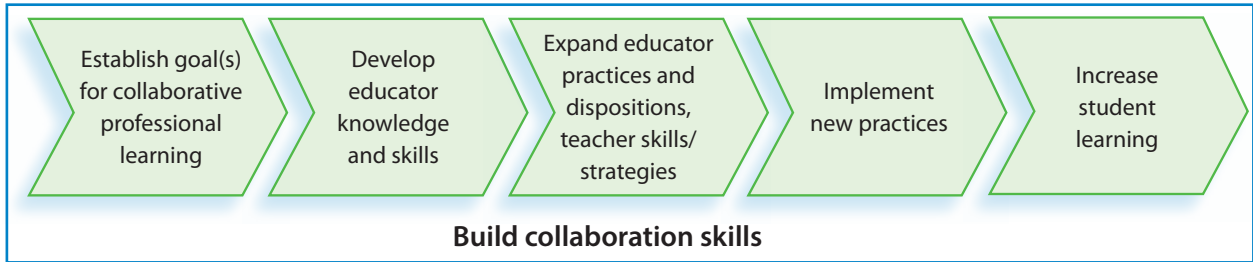 Establish goal(s)
for collaborative
professional
learning
Develop
educator
knowledge
and skills
Expand educator
practices and
dispositions,
teacher skills/
strategies
Implement
new practices
Increase
student
learning
Build collaboration skills